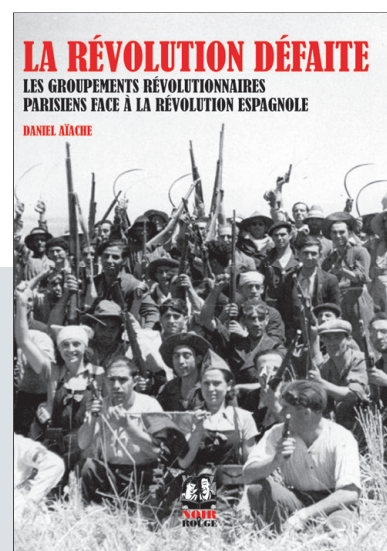 LA RÉVOLUTION DÉFAITE
LES GROUPEMENTS RÉVOLUTIONNAIRES
PARISIENS FACE À LA RÉVOLUTION ESPAGNOLE
DANIEL AÏACHE
NOIR
ROUGE